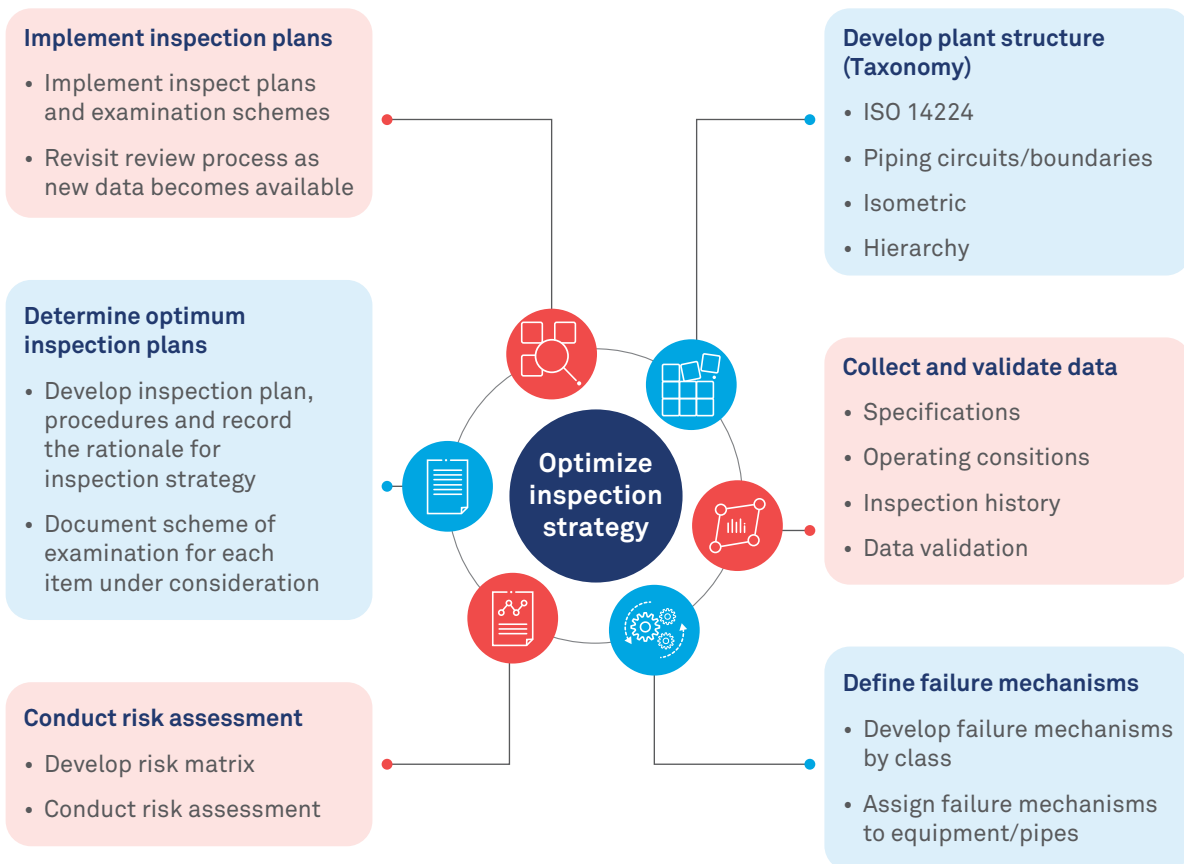 Implement inspection plans
• Implement inspect plans
and examination schemes
• Revisit review process as
new data becomes available
Develop plant structure
(Taxonomy)
• ISO 14224
• Piping circuits/boundaries
• Isometric
• Hierarchy
Determine optimum
inspection plans
• Develop inspection plan,
procedures and record
the rationale for
inspection strategy
• Document scheme of
examination for each
item under consideration
Optimize
inspection
strategy
Collect and validate data
• Specifications
• Operating consitions
• Inspection history
• Data validation
Conduct risk assessment
• Develop risk matrix
• Conduct risk assessment
Define failure mechanisms
• Develop failure mechanisms
by class
• Assign failure mechanisms
to equipment/pipes